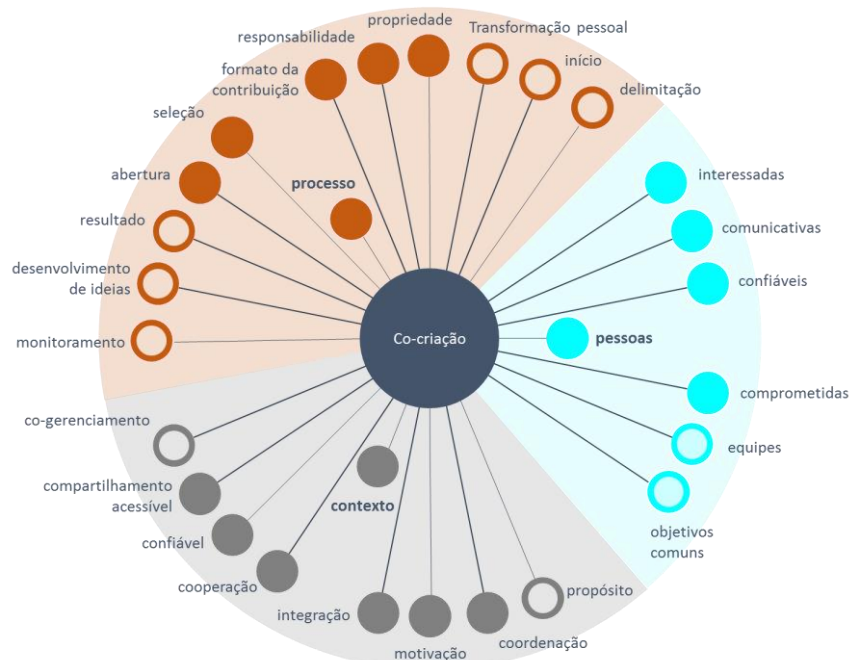 propriedade
responsabilidade
Transformação pessoal
formato da
contribuição
início
delimitação
seleção
abertura
processo
resultado
desenvolvimento
de ideias
monitoramento
interessadas
comunicativas
confiáveis
Co-criação
pessoas
comprometidas
equipes
objetivos
comuns
co-gerenciamento
compartilhamento
acessível
contexto
confiável
cooperação
integração
motivação
coordenação
propósito